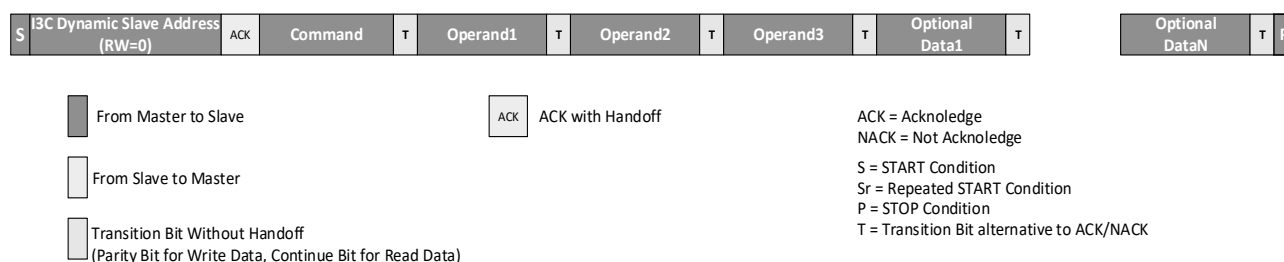 S I3C Dynamic Slave Address (RW=0) ACK Command T Operand1 T Operand2 T Operand3 T Optional Data1 T Optional DataN T P
From Master to Slave
ACK ACK with Handoff
ACK = Acknoledge
NACK = Not Acknoledge
From Slave to Master
S = START Condition
Sr = Repeated START Condition
P = STOP Condition
T = Transition Bit alternative to ACK/NACK
Transition Bit Without Handoff
(Parity Bit for Write Data, Continue Bit for Read Data)